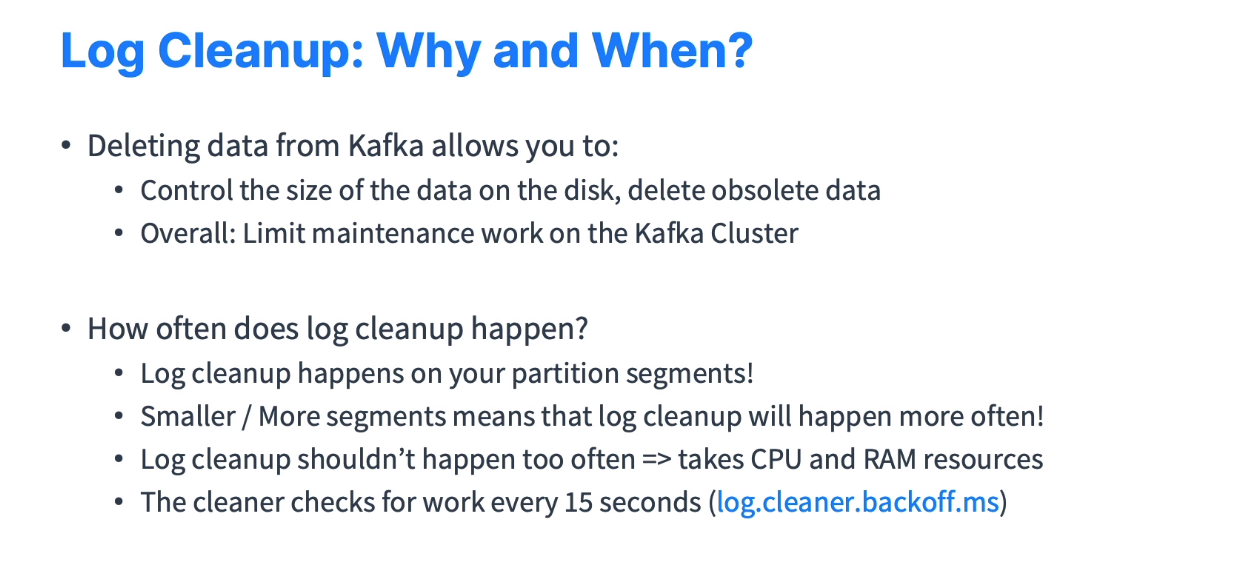 Log Cleanup: Why and When?
• Deleting data from Kafka allows you to:
• Control the size of the data on the disk, delete obsolete data
• Overall: Limit maintenance work on the Kafka Cluster
• How often does log cleanup happen?
• Log cleanup happens on your partition segments!
• Smaller / More segments means that log cleanup will happen more often!
• Log cleanup shouldn’t happen too often => takes CPU and RAM resources
• The cleaner checks for work every 15 seconds (log.cleaner.backoff.ms)